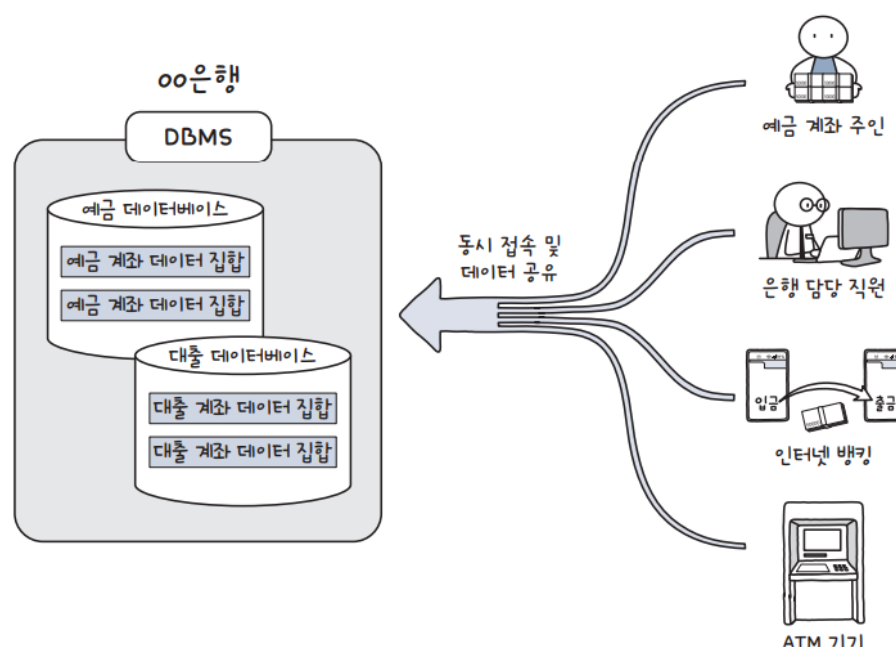 oo은행
DBMS
예금 데이터베이스
예금 계좌 데이터 집합
예금 계좌 데이터 집합
대출 데이터베이스
대출 계좌 데이터 집합
대출 계좌 데이터 집합
동시 접속 및
데이터 공유
예금 계좌 주인
은행 담당 직원
입금
출금
인터넷 뱅킹
ATM 기기